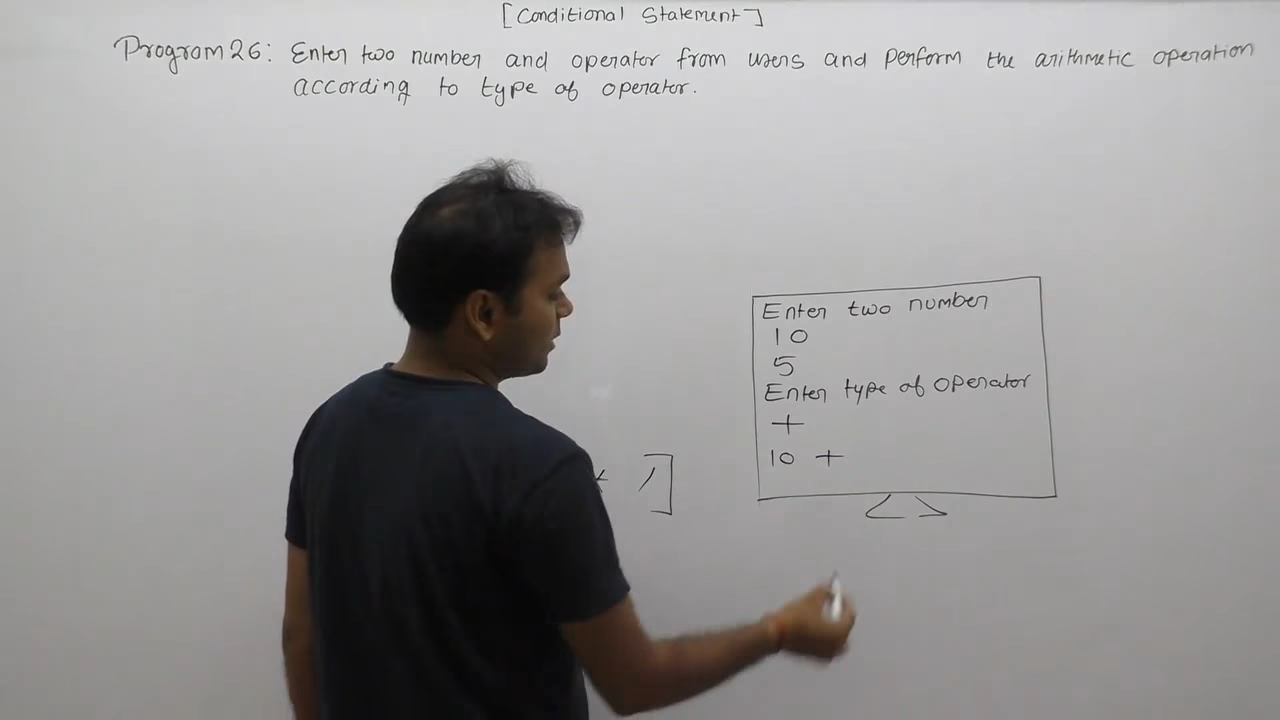 [Conditional Statement]
Program 26: Enter two number and operator from users and perform the arithmetic operation
according to type of operator.
Enter two number
10
5
Enter type of operator
+
10 +
/]